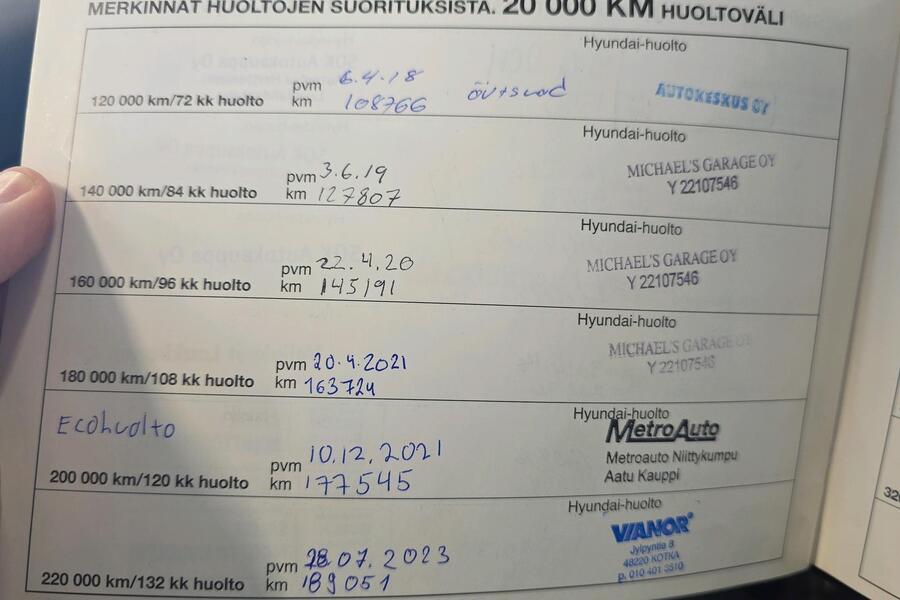 MERKINNÄT HUOLTOJEN SUORITUKSISTA. 20 000 KM HUOLTOVÄLI
Hyundai-huolto
120 000 km/72 kk huolto
pvm 6.4.18
km 108766
AUTOKESKUS OY
Hyundai-huolto
140 000 km/84 kk huolto
pvm 3.6.19
km 127807
MICHAEL'S GARAGE OY
Y 22107546
Hyundai-huolto
160 000 km/96 kk huolto
pvm 22.4.20
km 145191
MICHAEL'S GARAGE OY
Y 22107546
Hyundai-huolto
180 000 km/108 kk huolto
pvm 20.4.2021
km 163724
MICHAEL'S GARAGE OY
Y 22107546
Hyundai-huolto
Ecohuolto
200 000 km/120 kk huolto
pvm 10.12.2021
km 177545
MetroAuto
Metroauto Niittykumpu
Aatu Kauppi
Hyundai-huolto
220 000 km/132 kk huolto
pvm 28.07.2023
km 189051
VIANOR
Jylpyntie 8
48220 KOTKA
p. 010 401 3510